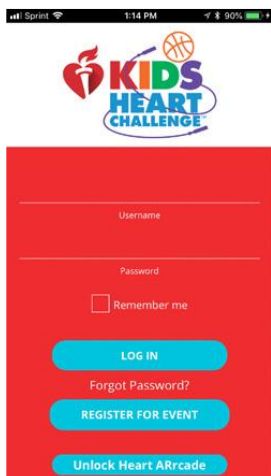 Sprint 1:14 PM 90%
KIDS
HEART
CHALLENGE™
Username
Password
Remember me
LOG IN
Forgot Password?
REGISTER FOR EVENT
Unlock Heart ARrcade